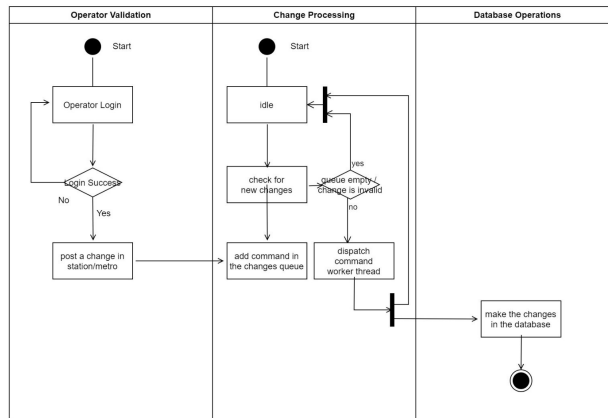 Operator Validation
Change Processing
Database Operations
Start
Start
Operator Login
idle
Login Success
No
Yes
check for
new changes
yes
queue empty /
change is invalid
no
post a change in
station/metro
add command in
the changes queue
dispatch
command
worker thread
make the changes
in the database